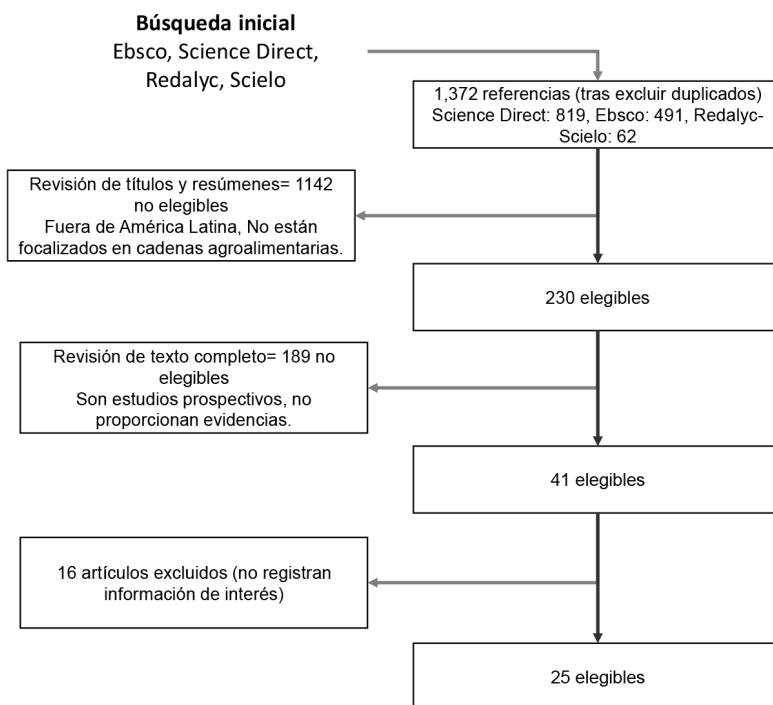 Búsqueda inicial
Ebsco, Science Direct,
Redalyc, Scielo
1,372 referencias (tras excluir duplicados)
Science Direct: 819, Ebsco: 491, Redalyc-
Scielo: 62
Revisión de títulos y resúmenes= 1142
no elegibles
Fuera de América Latina, No están
focalizados en cadenas agroalimentarias.
230 elegibles
Revisión de texto completo= 189 no
elegibles
Son estudios prospectivos, no
proporcionan evidencias.
41 elegibles
16 artículos excluidos (no registran
información de interés)
25 elegibles